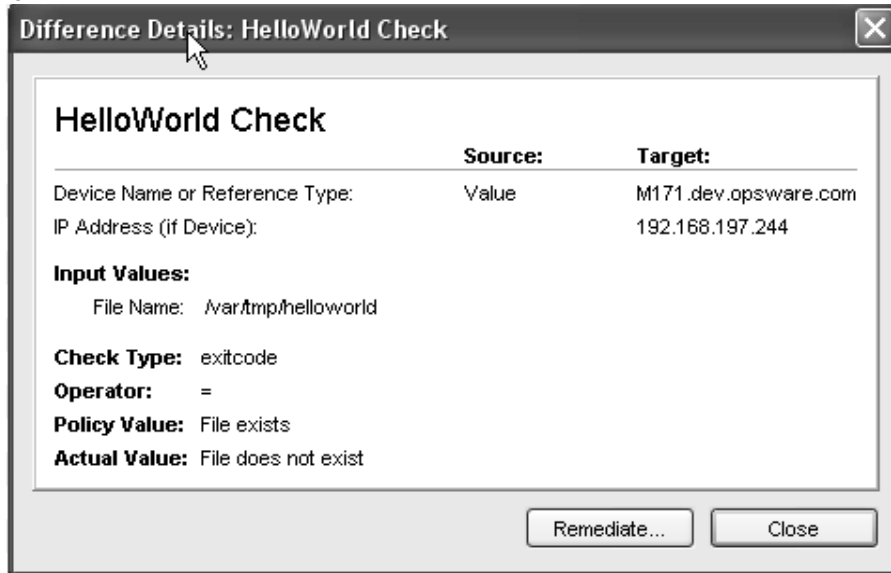 Difference Details: HelloWorld Check
HelloWorld Check
Source: Target:
Device Name or Reference Type: Value M171.dev.opsware.com
IP Address (if Device): 192.168.197.244
Input Values:
File Name: /var/tmp/helloworld
Check Type: exitcode
Operator: =
Policy Value: File exists
Actual Value: File does not exist
Remediate... Close